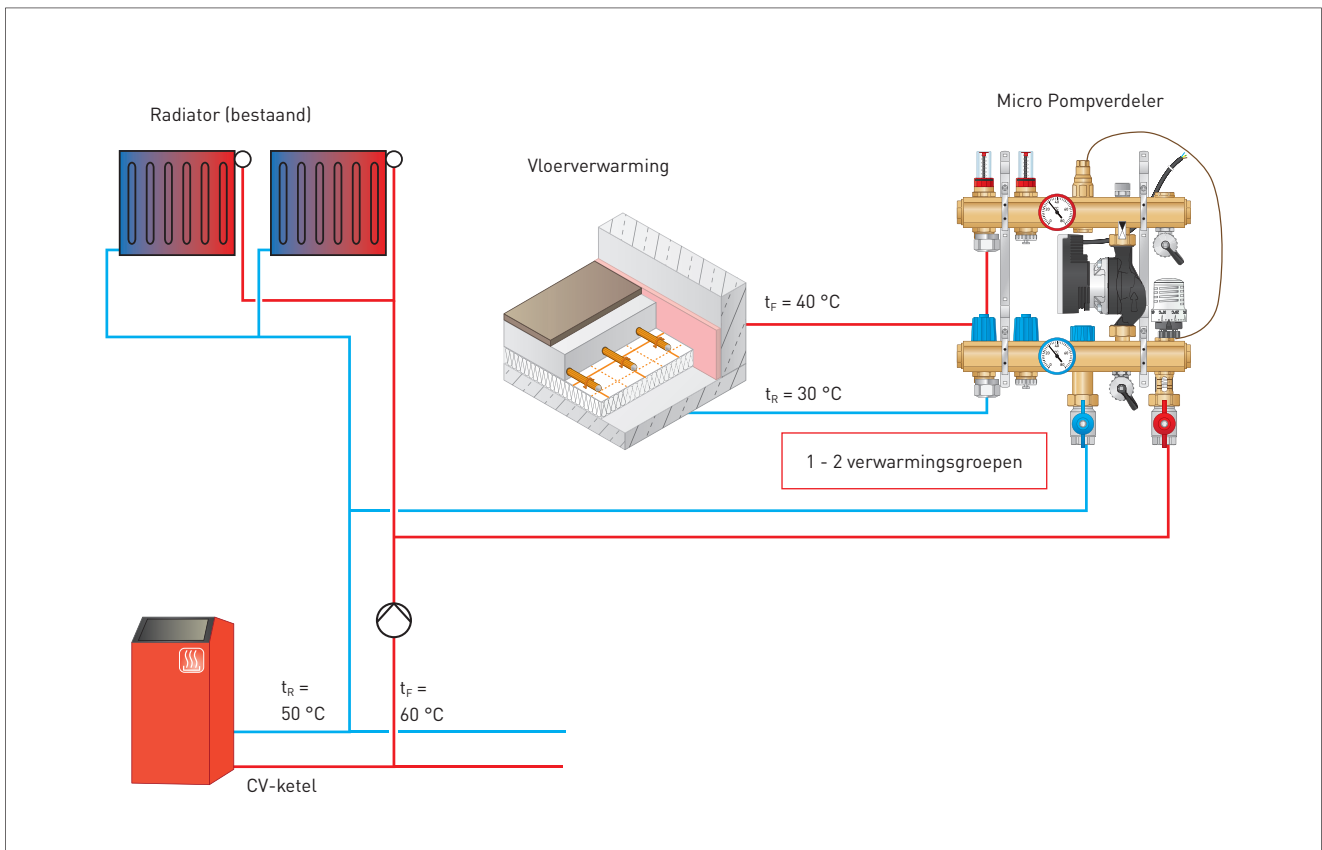 Micro Pompverdeler
Radiator (bestaand)
Vloerverwarming
tF = 40 °C
tR = 30 °C
1 - 2 verwarmingsgroepen
tR =
50 °C
tF =
60 °C
CV-ketel